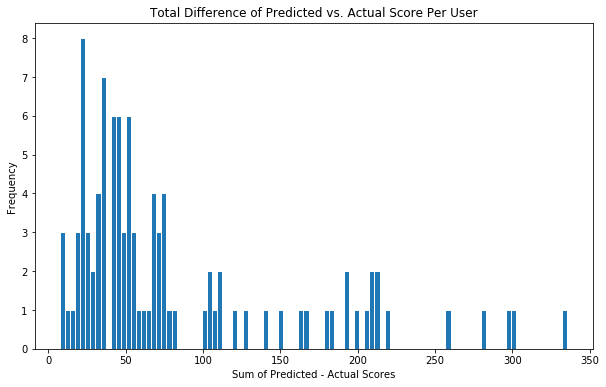 Total Difference of Predicted vs. Actual Score Per User
8
7
6
5
4
3
2
1
0
Frequency
0 50 100 150 200 250 300 350
Sum of Predicted - Actual Scores